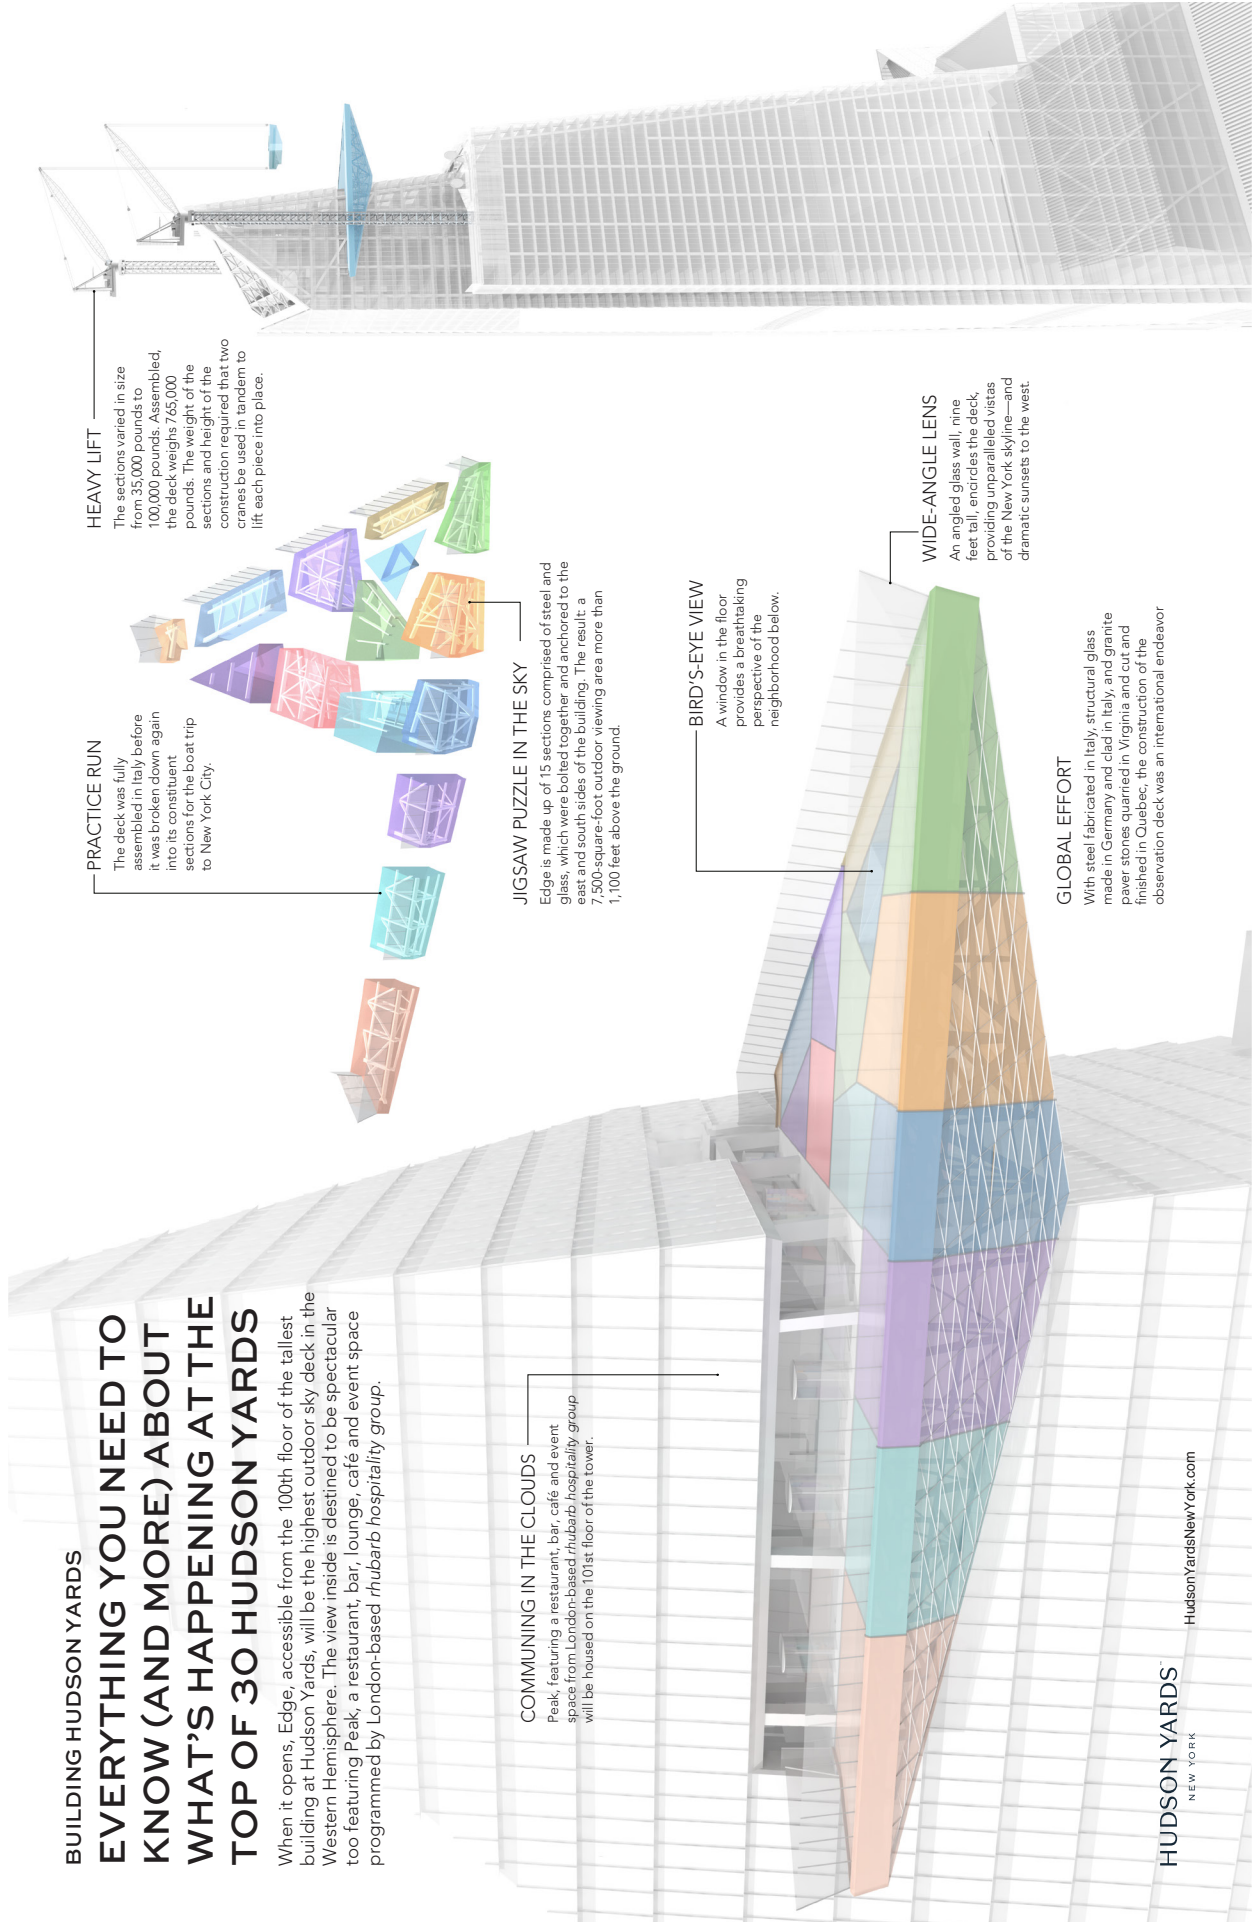 BUILDING HUDSON YARDS
EVERYTHING YOU NEED TO
KNOW (AND MORE) ABOUT
WHAT'S HAPPENING AT THE
TOP OF 30 HUDSON YARDS
When it opens, Edge, accessible from the 100th floor of the tallest
building at Hudson Yards, will be the highest outdoor sky deck in the
Western Hemisphere. The view inside is destined to be spectacular
too featuring Peak, a restaurant, bar, lounge, café and event space
programmed by London-based rhubarb hospitality group.
PRACTICE RUN
The deck was fully
assembled in Italy before
it was broken down again
into its constituent
sections for the boat trip
to New York City.
HEAVY LIFT
The sections varied in size
from 35,000 pounds to
100,000 pounds. Assembled,
the deck weighs 765,000
pounds. The weight of the
sections and height of the
construction required that two
cranes be used in tandem to
lift each piece into place.
JIGSAW PUZZLE IN THE SKY
Edge is made up of 15 sections comprised of steel and
glass, which were bolted together and anchored to the
east and south sides of the building. The result: a
7,500-square-foot outdoor viewing area more than
1,100 feet above the ground.
COMMUNING IN THE CLOUDS
Peak, featuring a restaurant, bar, café and event
space from London-based rhubarb hospitality group
will be housed on the 101st floor of the tower.
BIRD'S-EYE VIEW
A window in the floor
provides a breathtaking
perspective of the
neighborhood below.
WIDE-ANGLE LENS
An angled glass wall, nine
feet tall, encircles the deck,
providing unparalleled vistas
of the New York skyline—and
dramatic sunsets to the west.
GLOBAL EFFORT
With steel fabricated in Italy, structural glass
made in Germany and clad in Italy, and granite
paver stones quarried in Virginia and cut and
finished in Quebec, the construction of the
observation deck was an international endeavor
HUDSON YARDS
NEW YORK
HudsonYardsNewYork.com